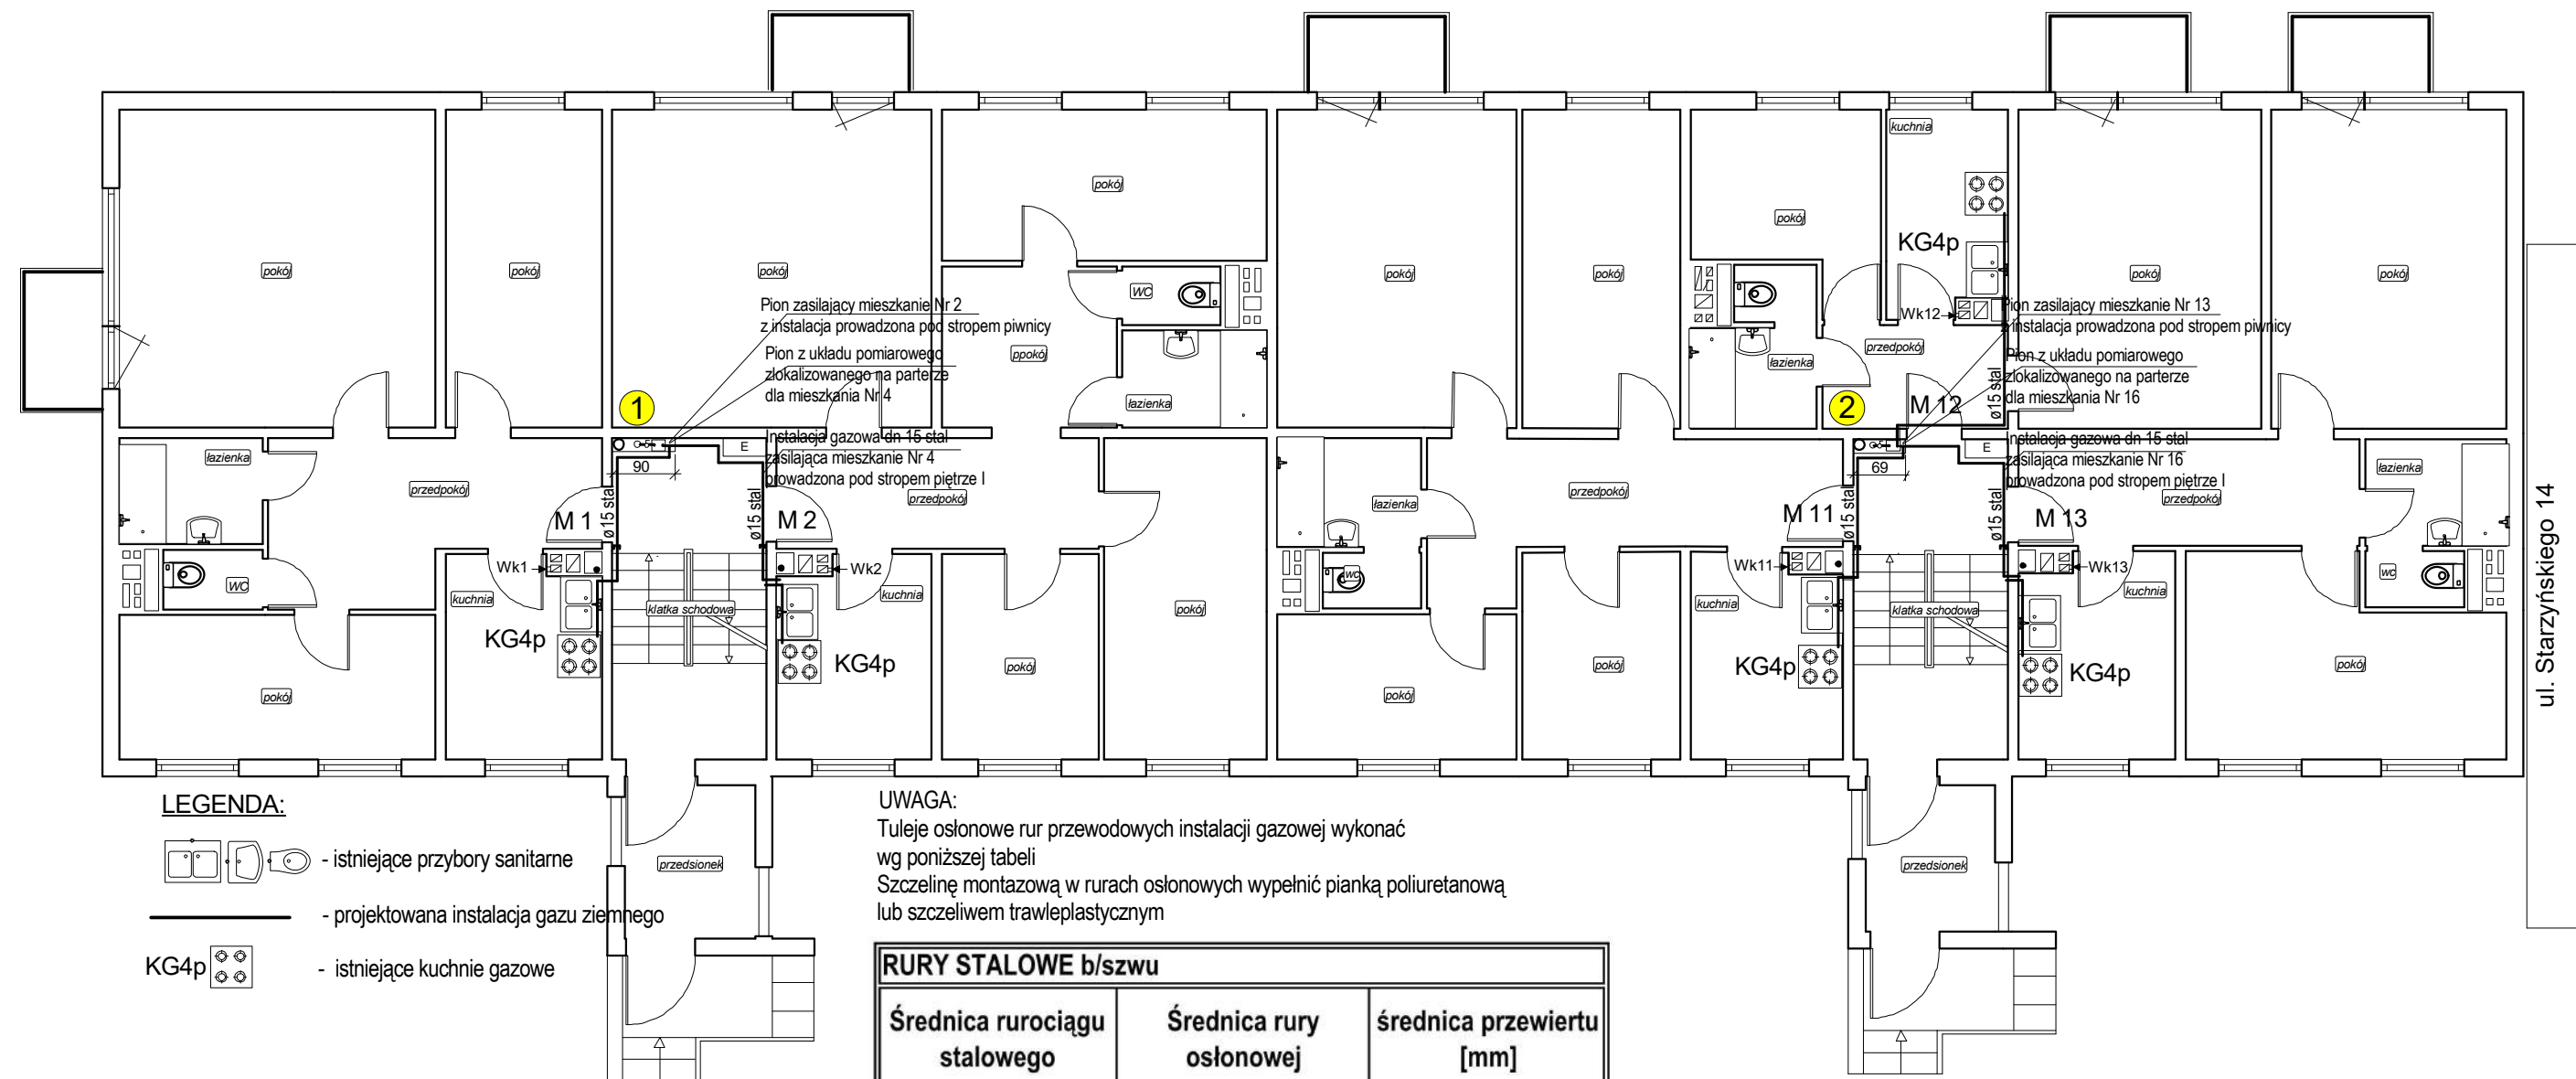 kuchnia
pokój
pokój
KG4p
pokój
pokój
pokój
pokój
pokój
pokój
pokój
pokój
WC
Pion zasilający mieszkanie Nr 2
z instalacja prowadzona pod stropem piwnicy
Pion z układu pomiarowego
zlokalizowanego na parterze
dla mieszkania Nr 4
Instalacja gazowa dn 15 stal
zasilająca mieszkanie Nr 4
prowadzona pod stropem piętrze I
ppokój
łazienka
Wk12
Pion zasilający mieszkanie Nr 13
z instalacja prowadzona pod stropem piwnicy
Pion z układu pomiarowego
zlokalizowanego na parterze
dla mieszkania Nr 16
Instalacja gazowa dn 15 stal
zasilająca mieszkanie Nr 16
prowadzona pod stropem piętrze I
przedpokój
łazienka
ø15 stal
1
2
M 12
E
E
90
69
łazienka
przedpokój
M 1
ø15 stal
ø15 stal
M 2
przedpokój
łazienka
przedpokój
M 11
ø15 stal
ø15 stal
M 13
przedpokój
łazienka
ul. Starzyńskiego 14
WC
Wk1
Wk2
wc
Wk11
Wk13
wc
kuchnia
klatka schodowa
kuchnia
pokój
kuchnia
klatka schodowa
kuchnia
KG4p
KG4p
KG4p
KG4p
pokój
pokój
pokój
pokój
pokój
LEGENDA:
- istniejące przybory sanitarne
- projektowana instalacja gazu ziemnego
KG4p
- istniejące kuchnie gazowe
przedsionek
przedsionek
UWAGA:
Tuleje osłonowe rur przewodowych instalacji gazowej wykonać
wg poniższej tabeli
Szczelinę montazową w rurach osłonowych wypełnić pianką poliuretanową
lub szczeliwem trawleplastycznym
RURY STALOWE b/szwu
Średnica rurociągu
stalowego
Średnica rury
osłonowej
średnica przewiertu
[mm]